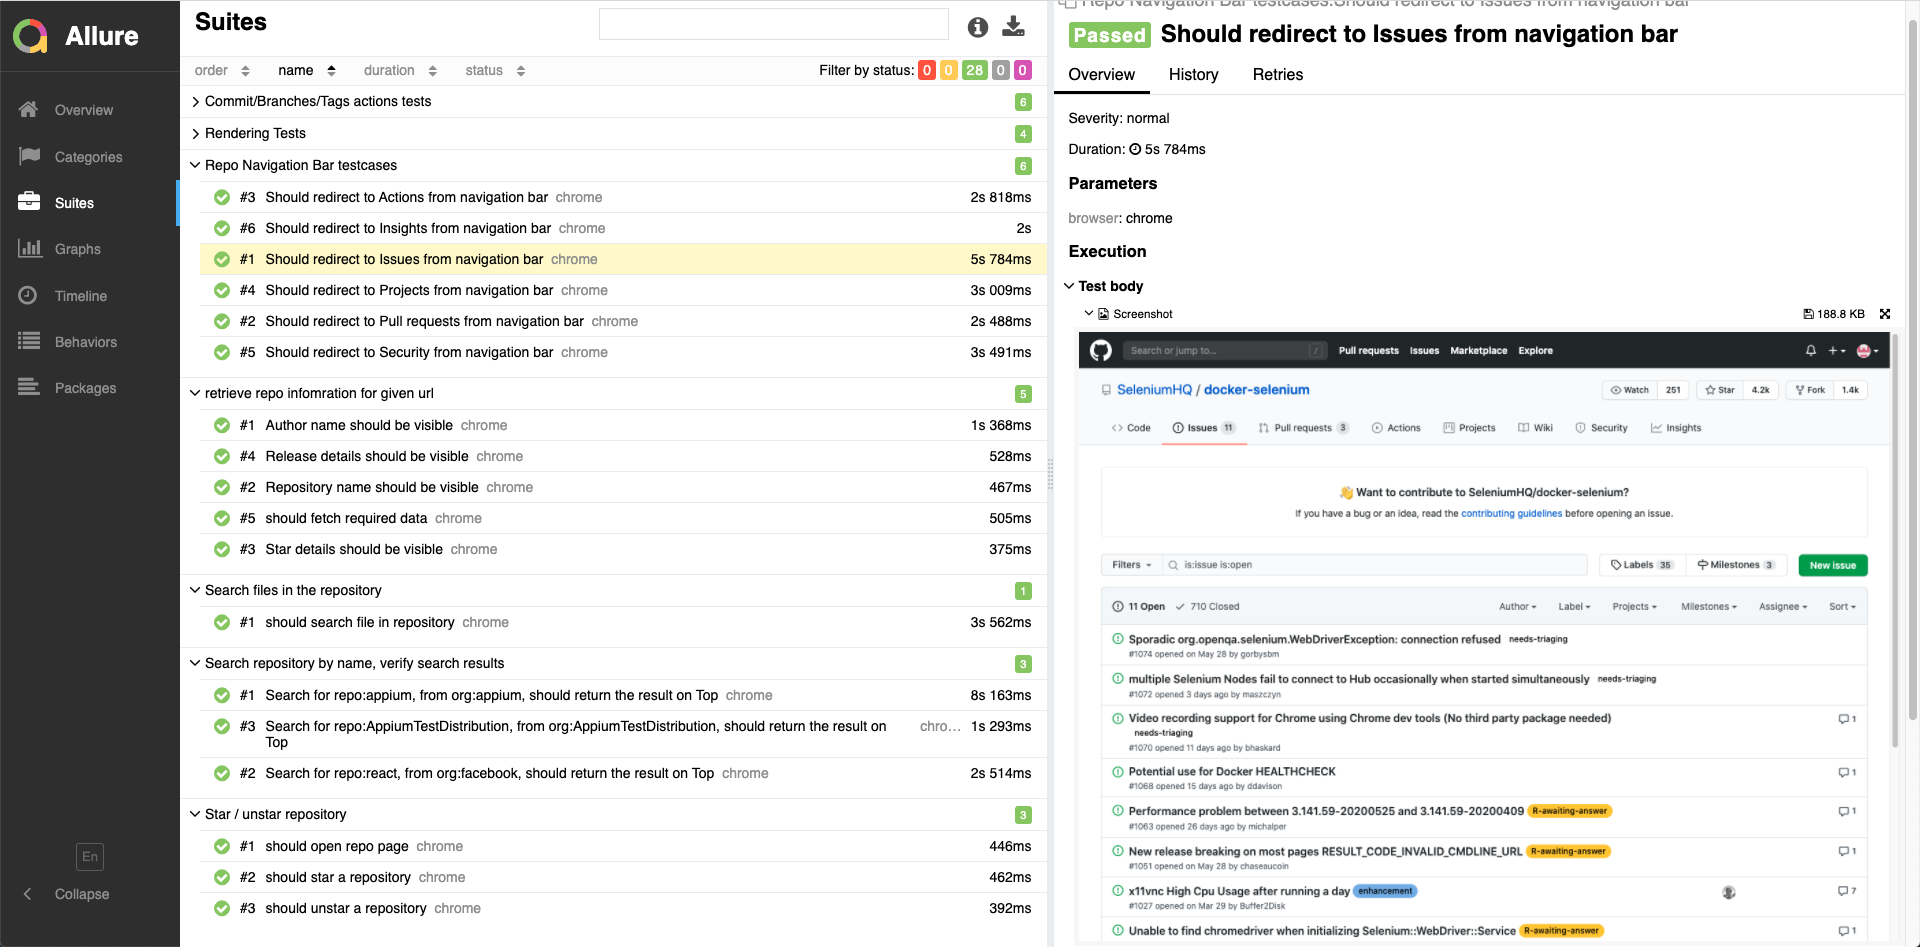 Allure
Overview
Categories
Suites
Graphs
Timeline
Behaviors
Packages
En
Collapse
Suites
order name duration status
Filter by status: 0 0 28 0 0
Commit/Branches/Tags actions tests 6
Rendering Tests 4
Repo Navigation Bar testcases 6
#3 Should redirect to Actions from navigation bar chrome 2s 818ms
#6 Should redirect to Insights from navigation bar chrome 2s
#1 Should redirect to Issues from navigation bar chrome 5s 784ms
#4 Should redirect to Projects from navigation bar chrome 3s 009ms
#2 Should redirect to Pull requests from navigation bar chrome 2s 488ms
#5 Should redirect to Security from navigation bar chrome 3s 491ms
retrieve repo infomration for given url 5
#1 Author name should be visible chrome 1s 368ms
#4 Release details should be visible chrome 528ms
#2 Repository name should be visible chrome 467ms
#5 should fetch required data chrome 505ms
#3 Star details should be visible chrome 375ms
Search files in the repository 1
#1 should search file in repository chrome 3s 562ms
Search repository by name, verify search results 3
#1 Search for repo:appium, from org:appium, should return the result on Top chrome 8s 163ms
#3 Search for repo:AppiumTestDistribution, from org:AppiumTestDistribution, should return the result on chro... 1s 293ms
Top
#2 Search for repo:react, from org:facebook, should return the result on Top chrome 2s 514ms
Star / unstar repository 3
#1 should open repo page chrome 446ms
#2 should star a repository chrome 462ms
#3 should unstar a repository chrome 392ms
Repo Navigation Bar testcases.Should redirect to Issues from navigation bar
Passed Should redirect to Issues from navigation bar
Overview History Retries
Severity: normal
Duration: 5s 784ms
Parameters
browser: chrome
Execution
Test body
Screenshot 188.8 KB
Search or jump to... / Pull requests Issues Marketplace Explore
SeleniumHQ / docker-selenium Watch 251 Star 4.2k Fork 1.4k
Code Issues 11 Pull requests 3 Actions Projects Wiki Security Insights
Want to contribute to SeleniumHQ/docker-selenium?
If you have a bug or an idea, read the contributing guidelines before opening an issue.
Filters is:issue is:open Labels 35 Milestones 3 New issue
11 Open 710 Closed Author Label Projects Milestones Assignee Sort
Sporadic org.openqa.selenium.WebDriverException: connection refused needs-triaging
#1074 opened on May 28 by gorbysbm
multiple Selenium Nodes fail to connect to Hub occasionally when started simultaneously needs-triaging
#1072 opened 3 days ago by maszczyn
Video recording support for Chrome using Chrome dev tools (No third party package needed) 1
needs-triaging
#1070 opened 11 days ago by bhaskard
Potential use for Docker HEALTHCHECK 1
#1068 opened 15 days ago by ddavison
Performance problem between 3.141.59-20200525 and 3.141.59-20200409 R-awaiting-answer 1
#1063 opened 26 days ago by michalper
New release breaking on most pages RESULT_CODE_INVALID_CMDLINE_URL R-awaiting-answer 1
#1051 opened on May 28 by chaseaucoin
x11vnc High Cpu Usage after running a day enhancement 7
#1027 opened on Mar 29 by Buffer2Disk
Unable to find chromedriver when initializing Selenium::WebDriver::Service R-awaiting-answer 1